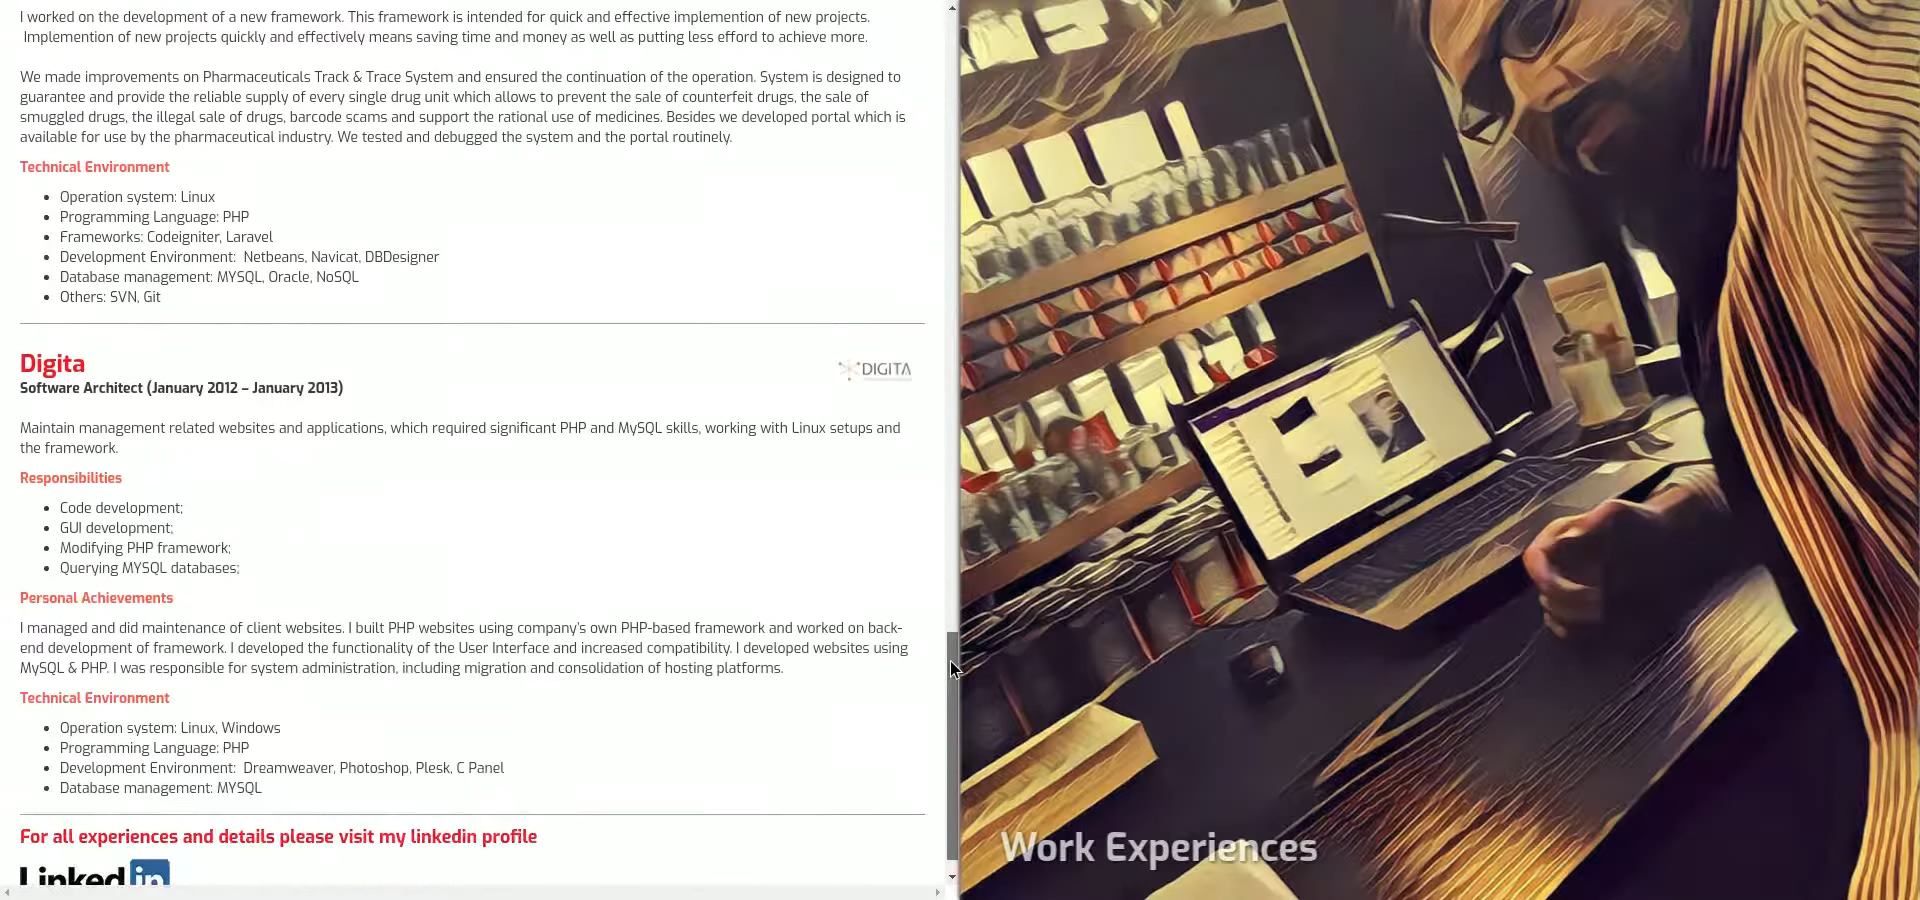 I worked on the development of a new framework. This framework is intended for quick and effective implemention of new projects.
Implemention of new projects quickly and effectively means saving time and money as well as putting less efford to achieve more.
We made improvements on Pharmaceuticals Track & Trace System and ensured the continuation of the operation. System is designed to
guarantee and provide the reliable supply of every single drug unit which allows to prevent the sale of counterfeit drugs, the sale of
smuggled drugs, the illegal sale of drugs, barcode scams and support the rational use of medicines. Besides we developed portal which is
available for use by the pharmaceutical industry. We tested and debugged the system and the portal routinely.
Technical Environment
Operation system: Linux
Programming Language: PHP
Frameworks: Codeigniter, Laravel
Development Environment:  Netbeans, Navicat, DBDesigner
Database management: MYSQL, Oracle, NoSQL
Others: SVN, Git
Digita
DIGITA
Software Architect (January 2012 – January 2013)
Maintain management related websites and applications, which required significant PHP and MySQL skills, working with Linux setups and
the framework.
Responsibilities
Code development;
GUI development;
Modifying PHP framework;
Querying MYSQL databases;
Personal Achievements
I managed and did maintenance of client websites. I built PHP websites using company's own PHP-based framework and worked on back-
end development of framework. I developed the functionality of the User Interface and increased compatibility. I developed websites using
MySQL & PHP. I was responsible for system administration, including migration and consolidation of hosting platforms.
Technical Environment
Operation system: Linux, Windows
Programming Language: PHP
Development Environment:  Dreamweaver, Photoshop, Plesk, C Panel
Database management: MYSQL
For all experiences and details please visit my linkedin profile
Linked in
Work Experiences